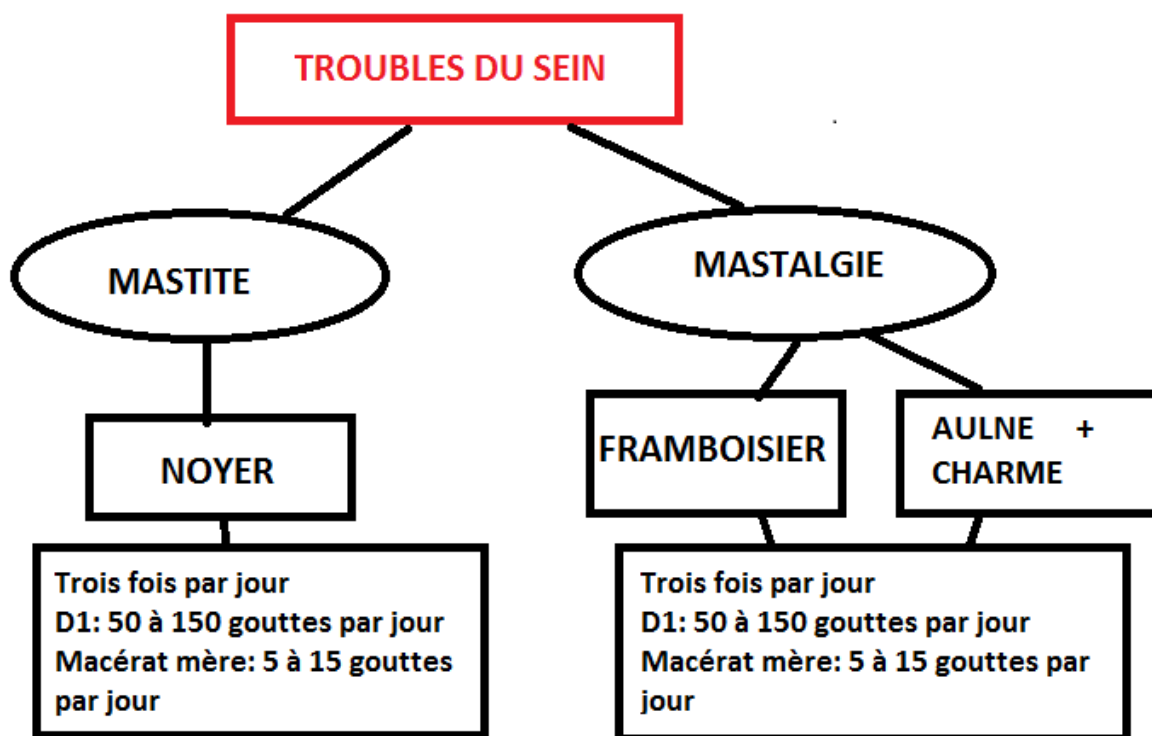 TROUBLES DU SEIN
MASTITE
MASTALGIE
NOYER
FRAMBOISIER
AULNE +
CHARME
Trois fois par jour
D1: 50 à 150 gouttes par jour
Macérat mère: 5 à 15 gouttes
par jour
Trois fois par jour
D1: 50 à 150 gouttes par jour
Macérat mère: 5 à 15 gouttes par
jour